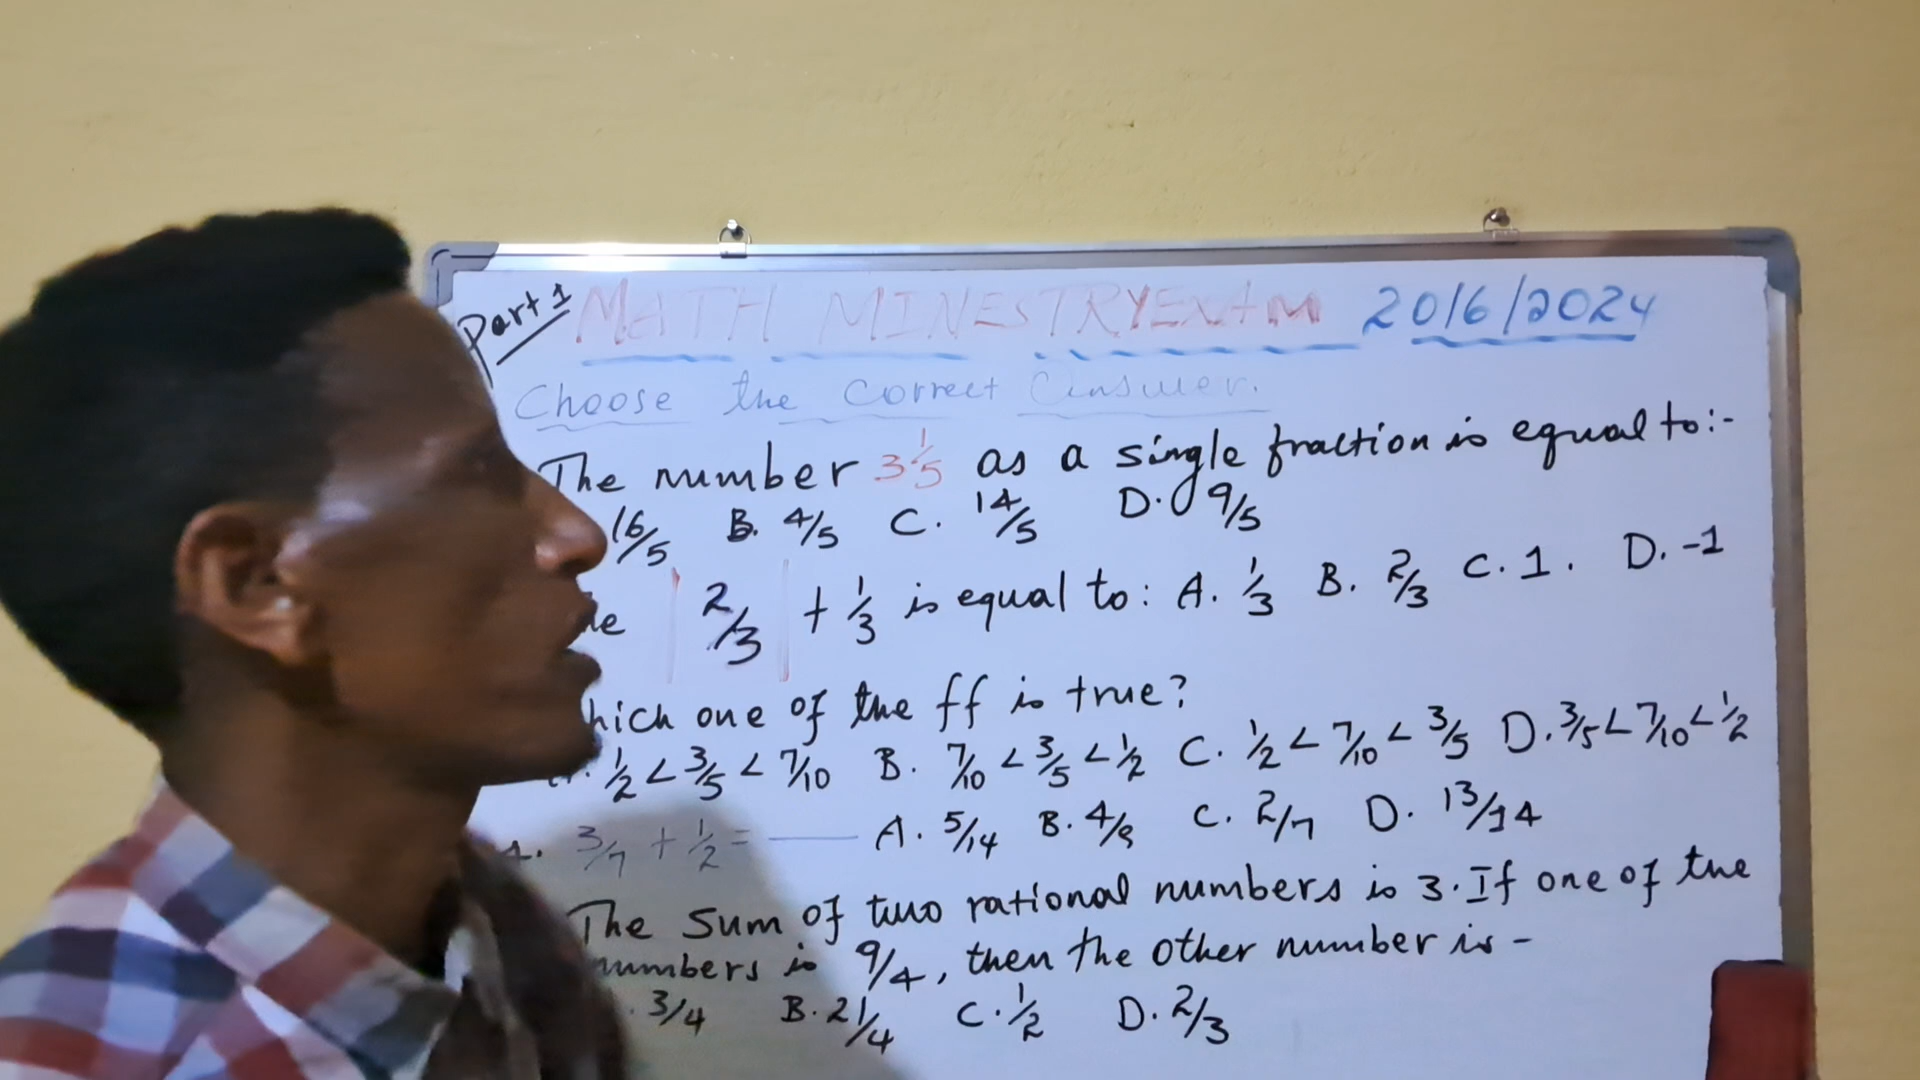 Part 1 MATH MINESTRY EXAM 2016/2024
Choose the correct answer.
The number 3 1/5 as a single fraction is equal to:-
16/5 B. 4/5 C. 14/5 D. 9/5
|2/3| + 1/3 is equal to: A. 1/3 B. 2/3 C. 1. D. -1
hich one of the ff is true?
1/2 < 3/5 < 7/10 B. 7/10 < 3/5 < 1/2 C. 1/2 < 7/10 < 3/5 D. 3/5 < 7/10 < 1/2
4. 3/7 + 1/2 = ____ A. 5/14 B. 4/9 C. 2/7 D. 13/14
The sum of two rational numbers is 3. If one of the
numbers is 9/4, then the other number is -
. 3/4 B. 2 1/4 C. 1/2 D. 2/3